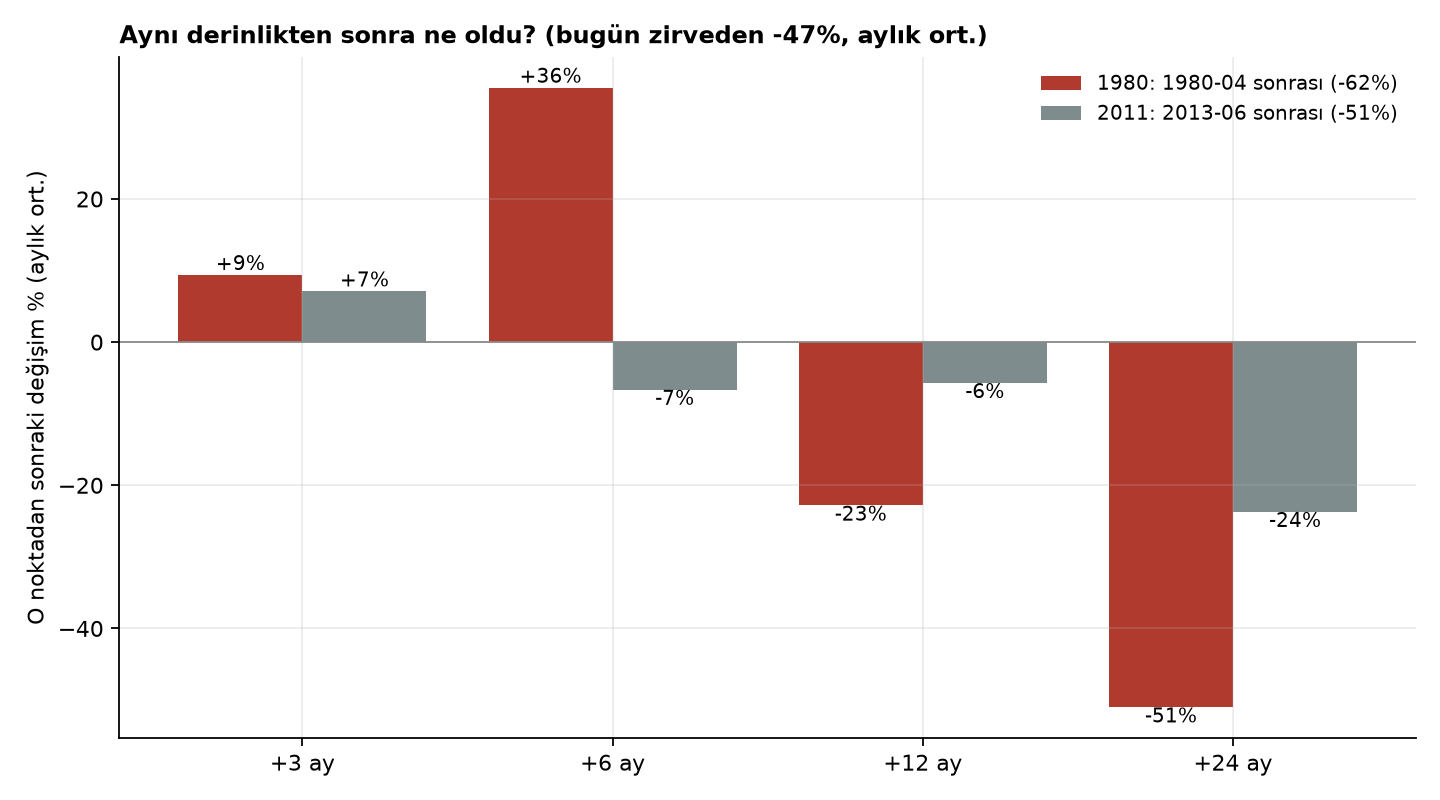 Aynı derinlikten sonra ne oldu? (bugün zirveden -47%, aylık ort.)
1980: 1980-04 sonrası (-62%)
2011: 2013-06 sonrası (-51%)
O noktadan sonraki değişim % (aylık ort.)
20
0
−20
−40
+9%
+7%
+36%
-7%
-23%
-6%
-51%
-24%
+3 ay
+6 ay
+12 ay
+24 ay